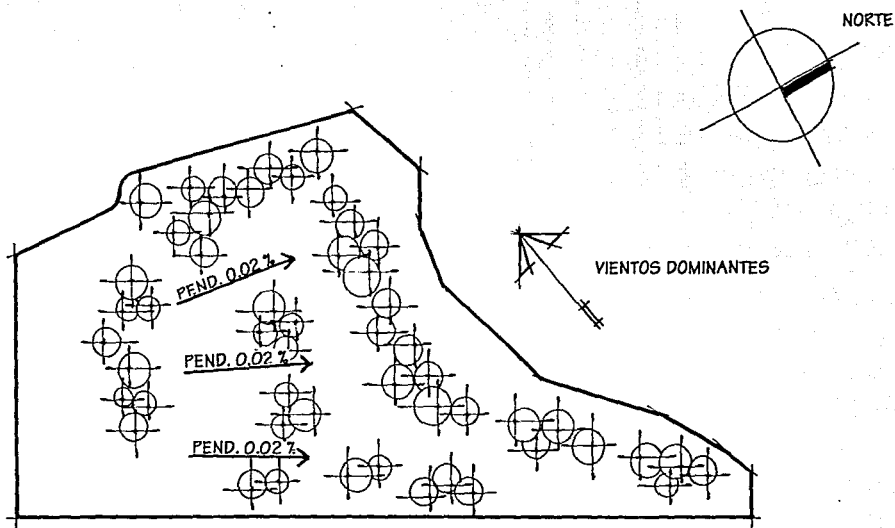 NORTE
VIENTOS DOMINANTES
PEND. 0.02 %
PEND. 0.02 %
PEND. 0.02 %